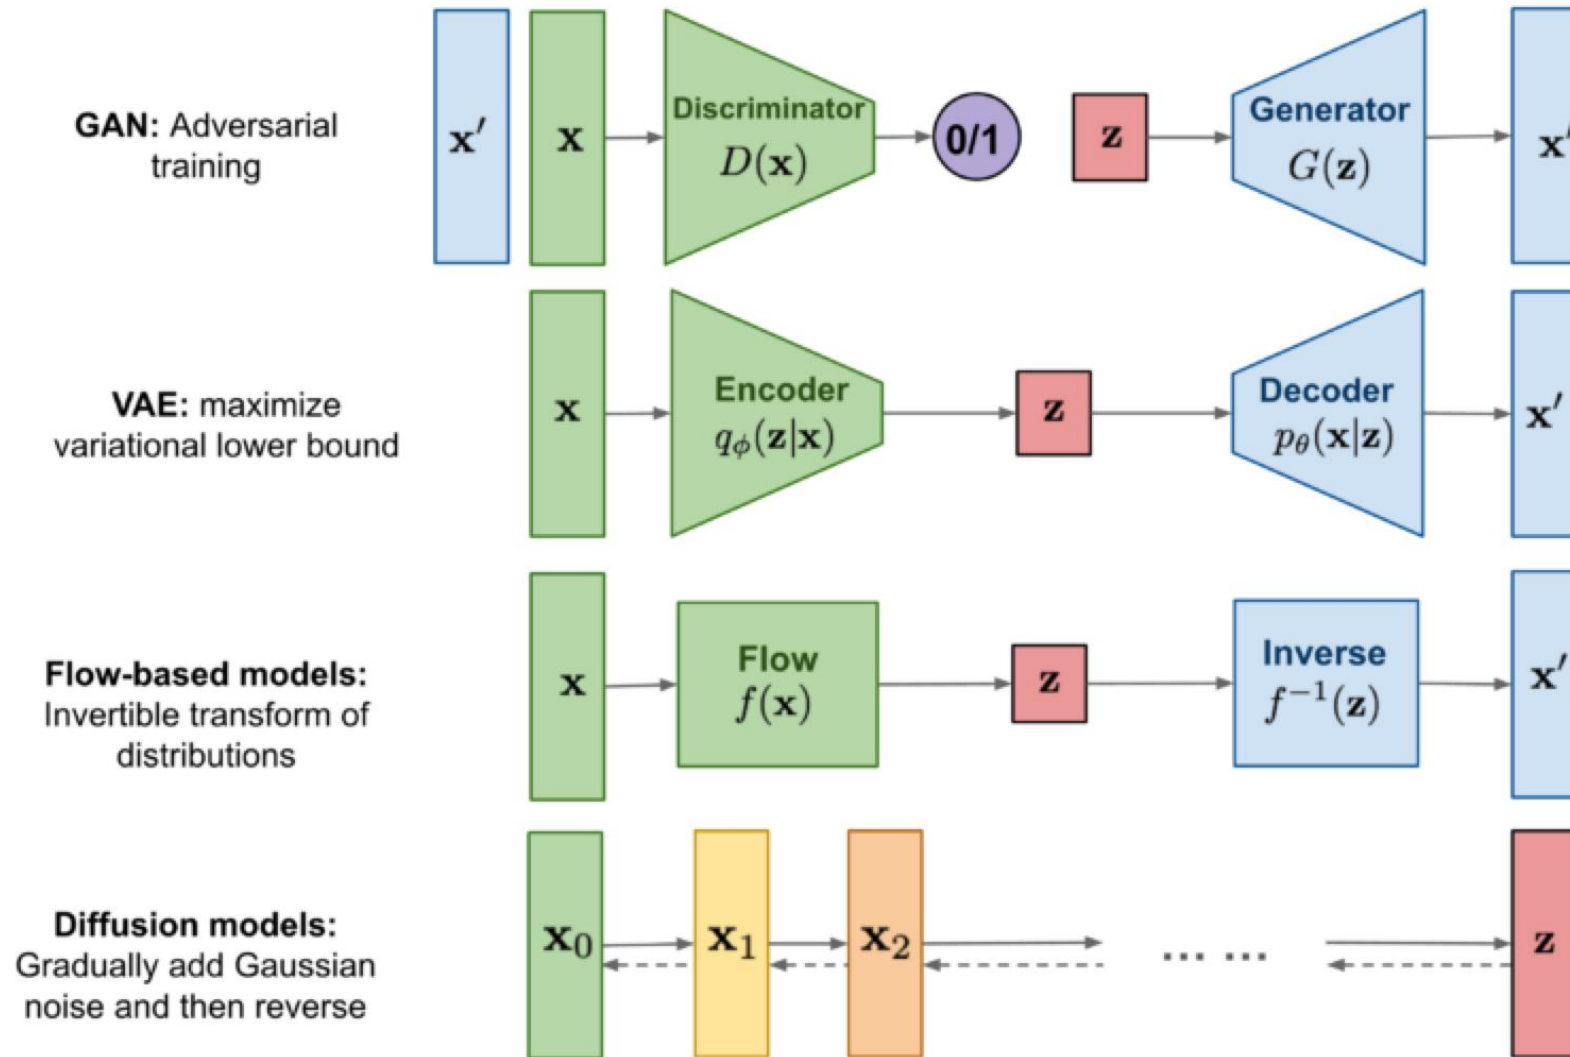 GAN: Adversarial
training
x′
x
Discriminator
D(x)
0/1
z
Generator
G(z)
x′
VAE: maximize
variational lower bound
x
Encoder
qϕ(z|x)
z
Decoder
pθ(x|z)
x′
Flow-based models:
Invertible transform of
distributions
x
Flow
f(x)
z
Inverse
f⁻¹(z)
x′
Diffusion models:
Gradually add Gaussian
noise and then reverse
x₀
x₁
x₂
... ...
z